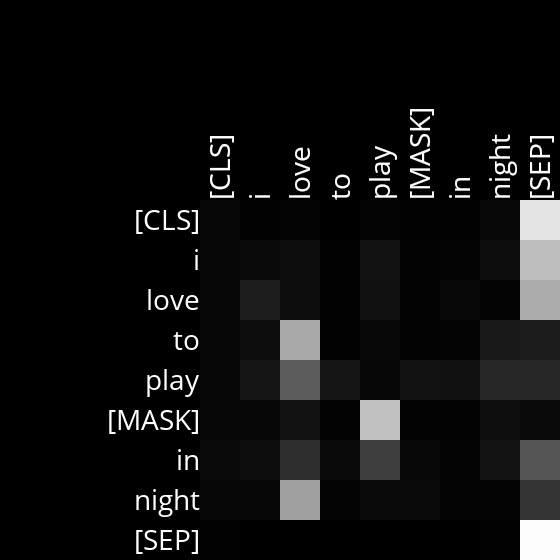 [CLS] i love to play [MASK] in night [SEP]
[CLS]
i
love
to
play
[MASK]
in
night
[SEP]